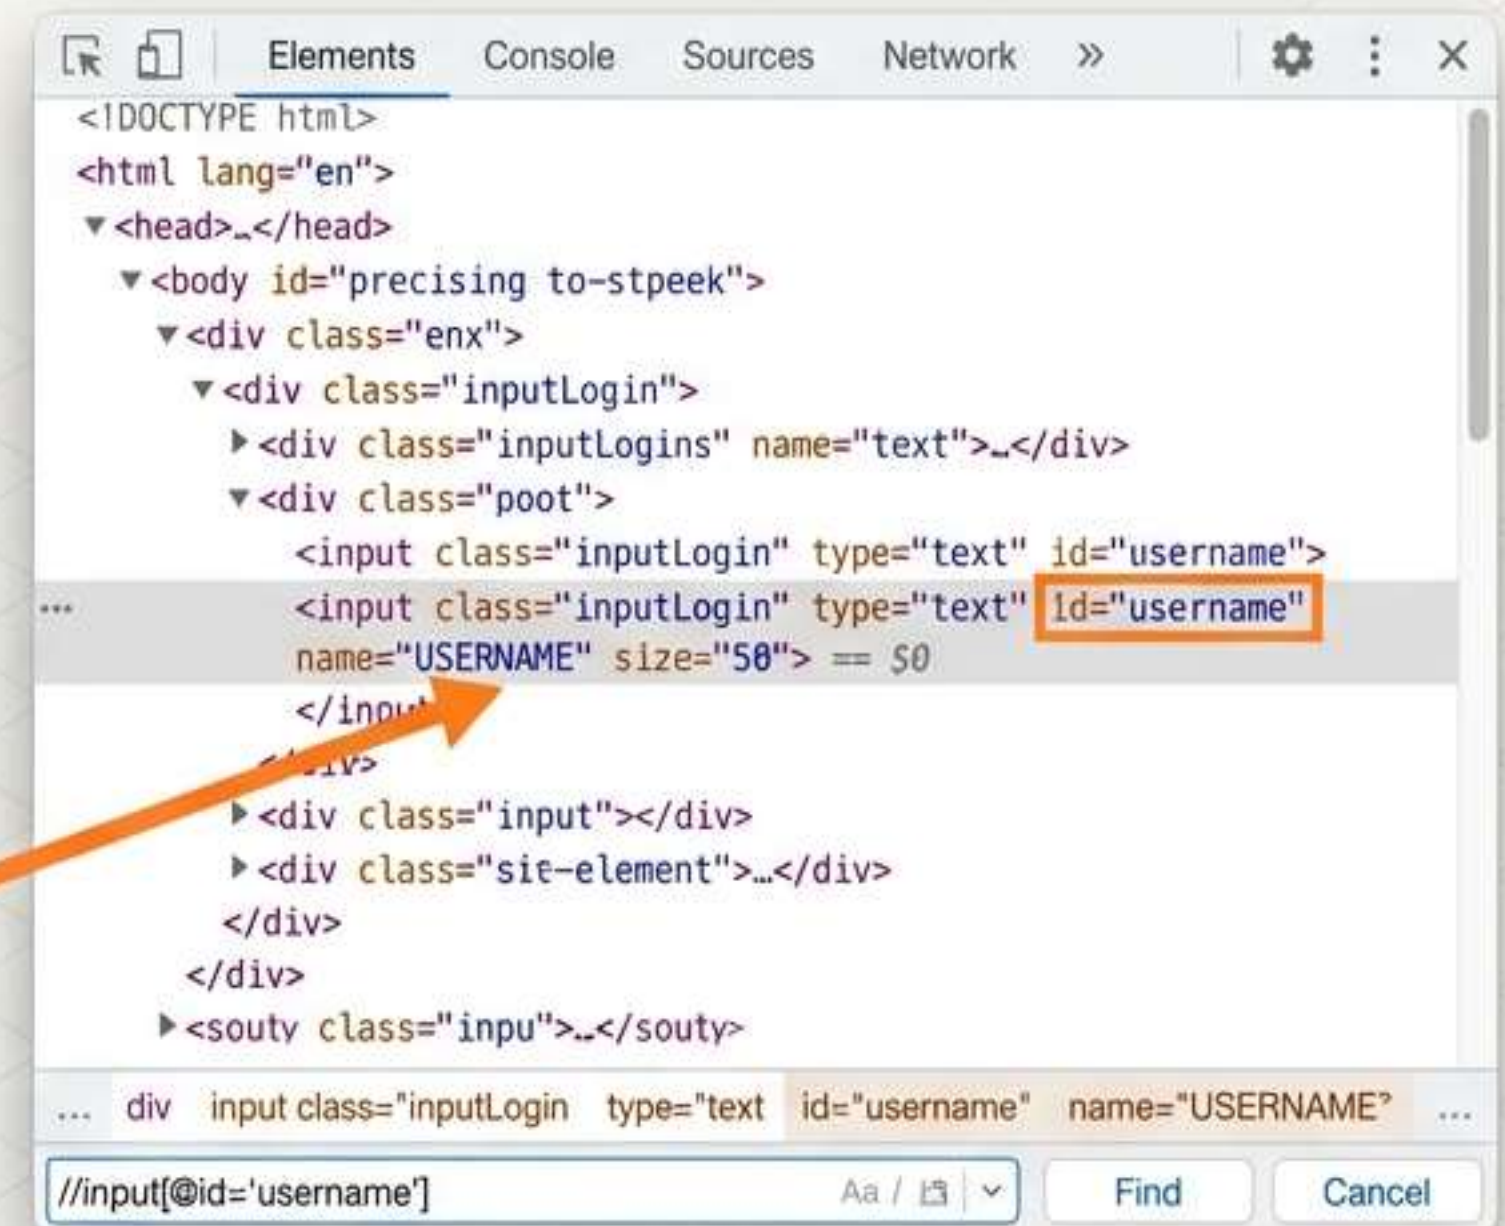 Elements Console Sources Network »
<!DOCTYPE html>
<html lang="en">
▼<head>…</head>
▼<body id="precising to-stpeek">
▼<div class="enx">
▼<div class="inputLogin">
▶<div class="inputLogins" name="text">…</div>
▼<div class="poot">
<input class="inputLogin" type="text" id="username">
<input class="inputLogin" type="text" id="username"
name="USERNAME" size="50"> == $0
</input
</div>
▶<div class="input"></div>
▶<div class="sit-element">…</div>
</div>
</div>
▶<souty class="inpu">…</souty>
... div input class="inputLogin type="text id="username" name="USERNAME" ...
//input[@id='username'] Aa / Find Cancel